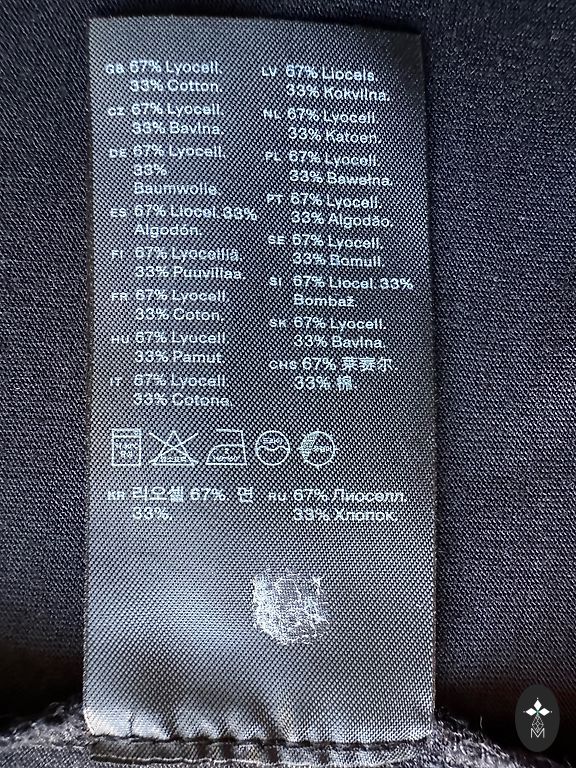 GB 67% Lyocell.
33% Cotton.
CZ 67% Lyocell.
33% Bavlna.
DE 67% Lyocell.
33%
Baumwolle.
ES 67% Liocel. 33%
Algodón.
FI 67% Lyocelliä.
33% Puuvillaa.
FR 67% Lyocell.
33% Coton.
HU 67% Lyocell
33% Pamut
IT 67% Lyocell
33% Cotone.
LV 67% Liocels.
33% Kokvilna.
NL 67% Lyocell
33% Katoen.
PL 67% Lyocell.
33% Bawełna.
PT 67% Lyocell.
33% Algodão.
SE 67% Lyocell.
33% Bomull.
SI 67% Liocel. 33%
Bombaž
SK 67% Lyocell.
33% Bavlna.
CHS 67% 莱赛尔
33% 棉.
KR 리오셀 67%. 면
33%.
RU 67% Лиоселл.
33% Хлопок.
M